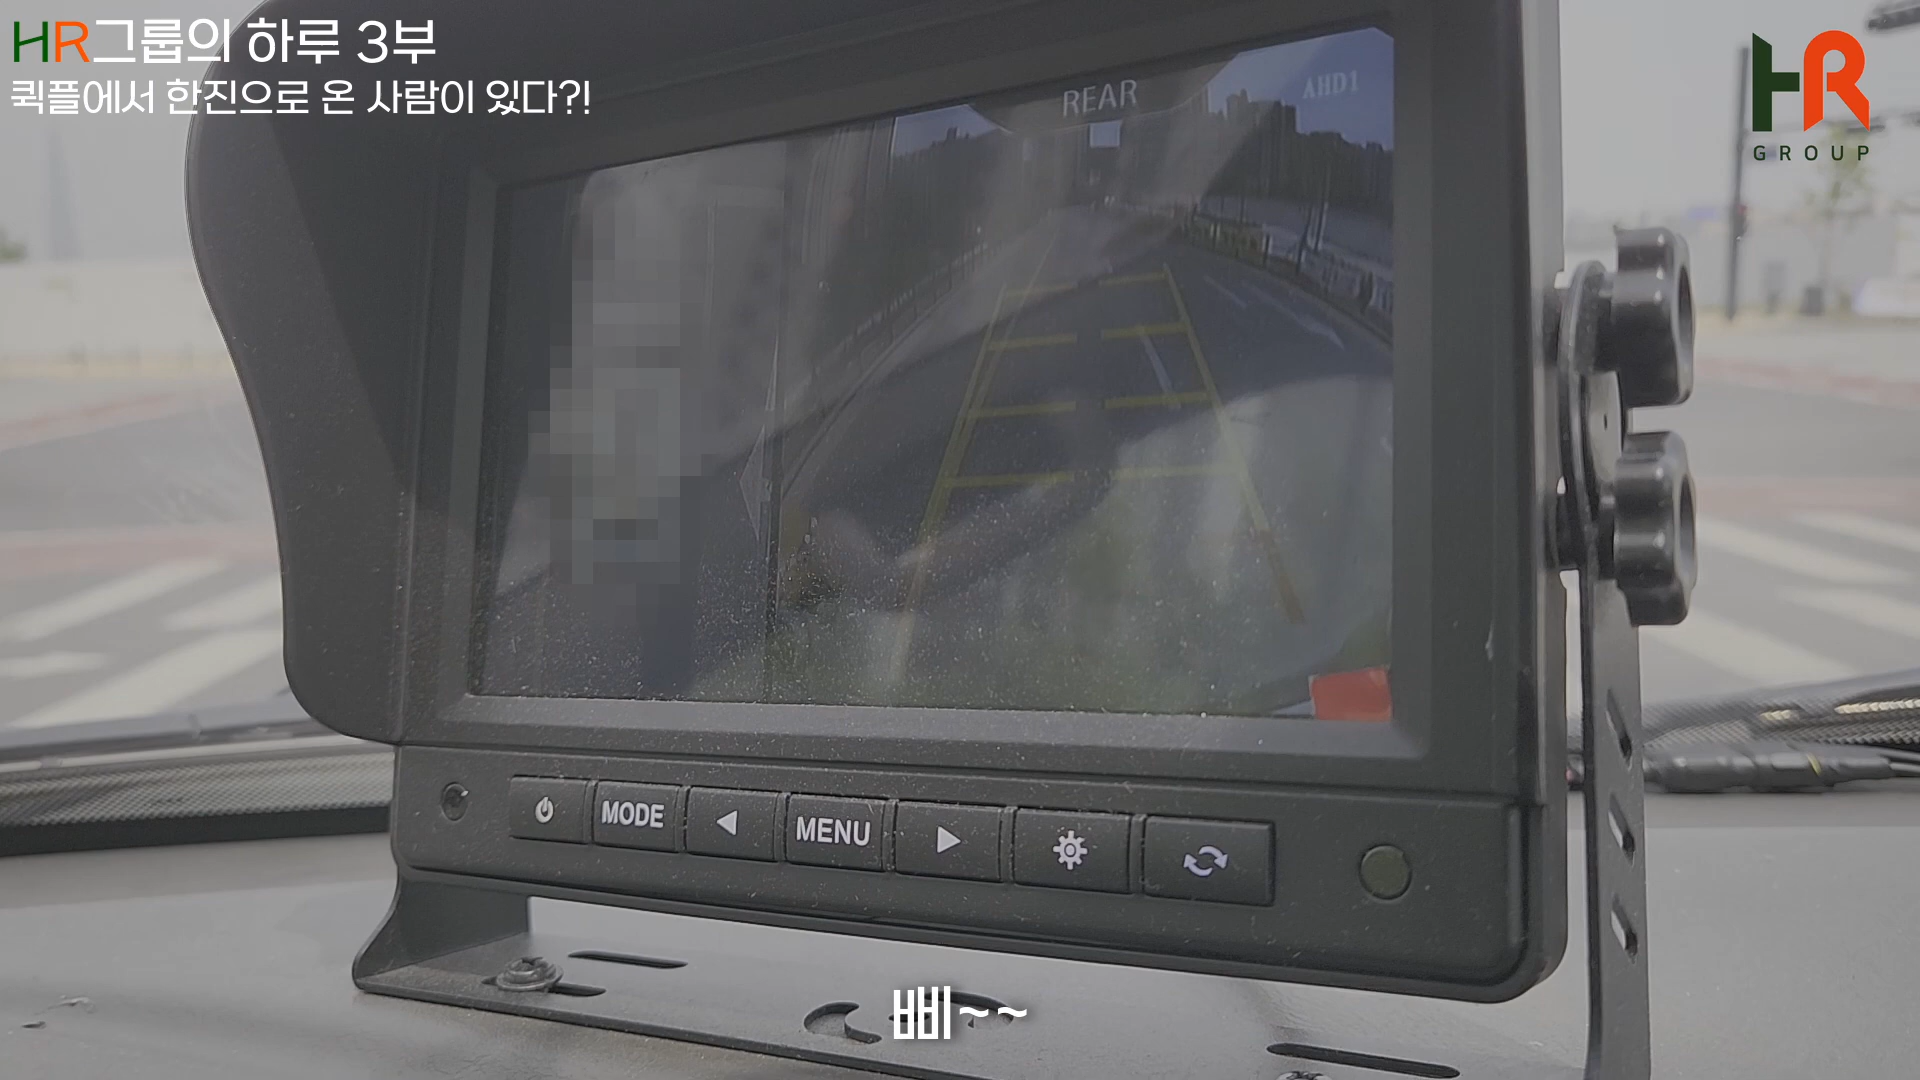 HR그룹의 하루 3부
퀵플에서 한진으로 온 사람이 있다?!
HR
GROUP
REAR
AHD1
MODE
MENU
삐~~